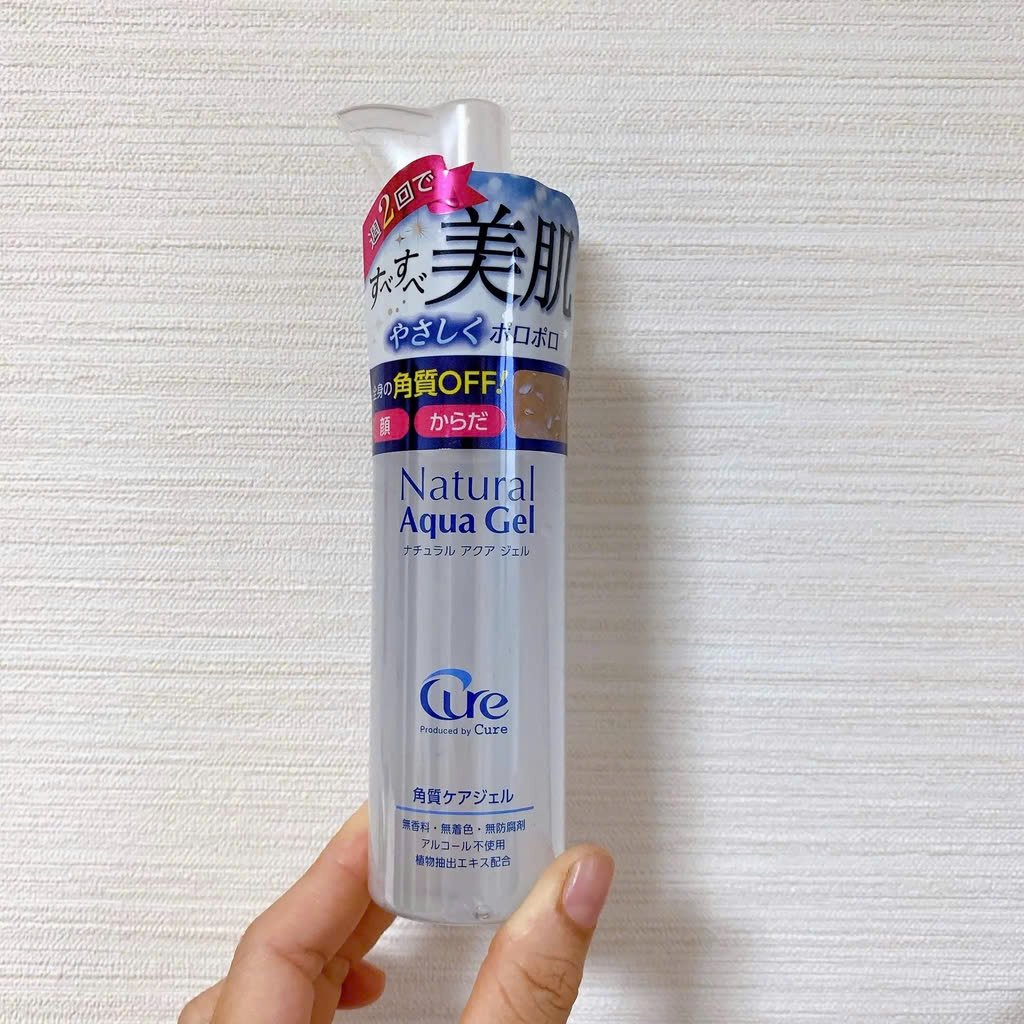 週2回で
すべすべ 美肌
やさしく ポロポロ
全身の角質OFF!
顔 からだ
Natural
Aqua Gel
ナチュラル アクア ジェル
Cure
Produced by Cure
角質ケアジェル
無香料・無着色・無防腐剤
アルコール不使用
植物抽出エキス配合